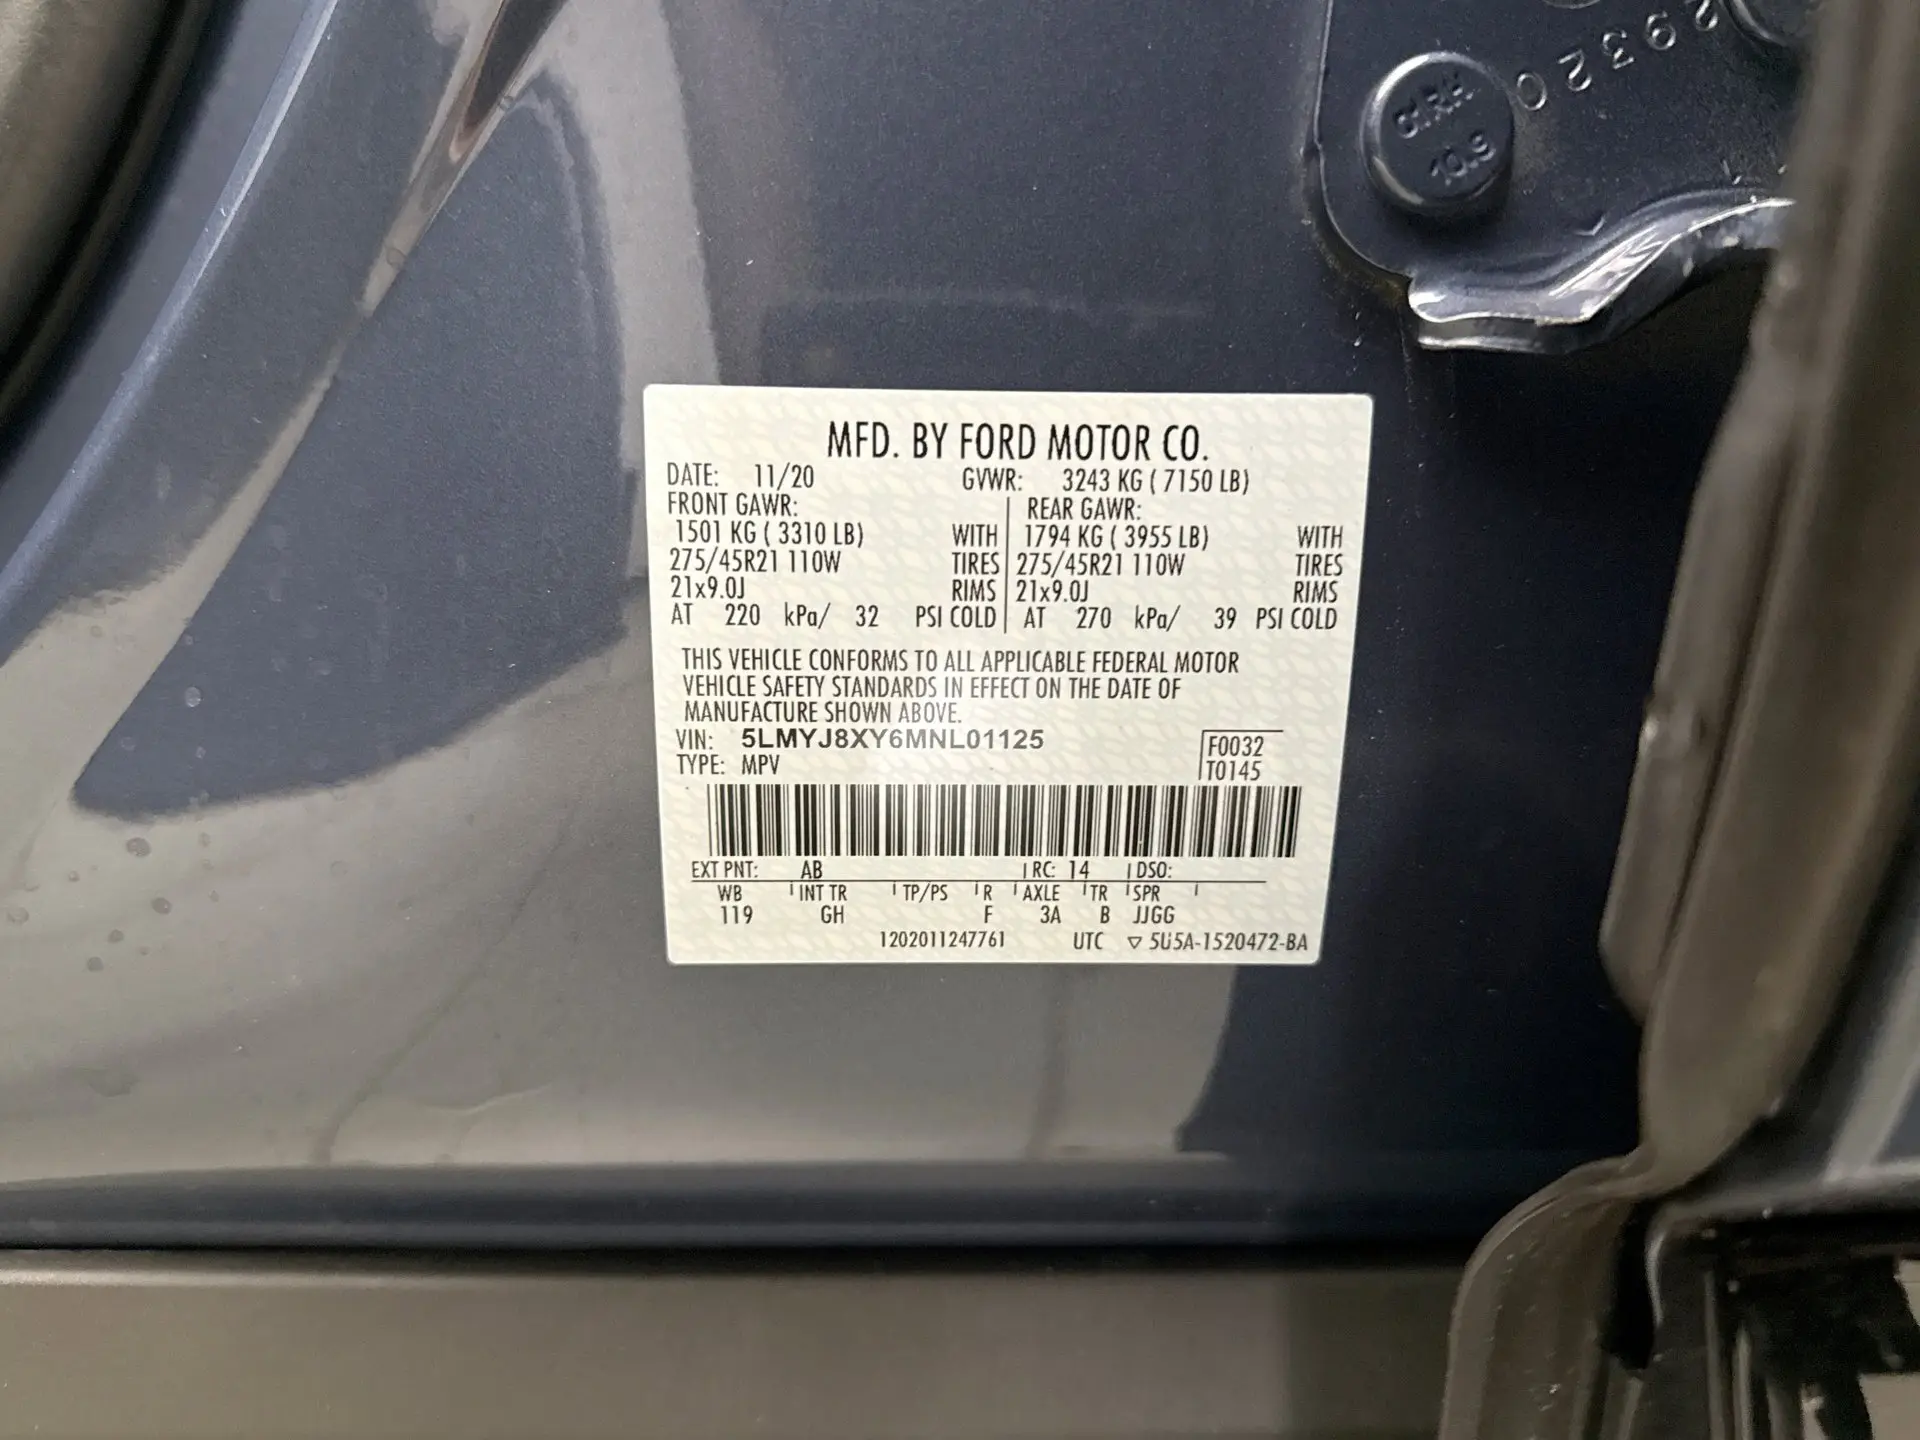 29320
RIRH
10.9
MFD. BY FORD MOTOR CO.
DATE: 11/20 GVWR: 3243 KG ( 7150 LB)
FRONT GAWR: REAR GAWR:
1501 KG ( 3310 LB) WITH 1794 KG ( 3955 LB) WITH
275/45R21 110W TIRES 275/45R21 110W TIRES
21x9.0J RIMS 21x9.0J RIMS
AT 220 kPa/ 32 PSI COLD AT 270 kPa/ 39 PSI COLD
THIS VEHICLE CONFORMS TO ALL APPLICABLE FEDERAL MOTOR
VEHICLE SAFETY STANDARDS IN EFFECT ON THE DATE OF
MANUFACTURE SHOWN ABOVE.
VIN: 5LMYJ8XY6MNL01125 F0032
TYPE: MPV T0145
EXT PNT: AB RC: 14 DSO:
WB INT TR TP/PS R AXLE TR SPR
119 GH F 3A B JJGG
1202011247761 UTC ▽ 5U5A-1520472-BA